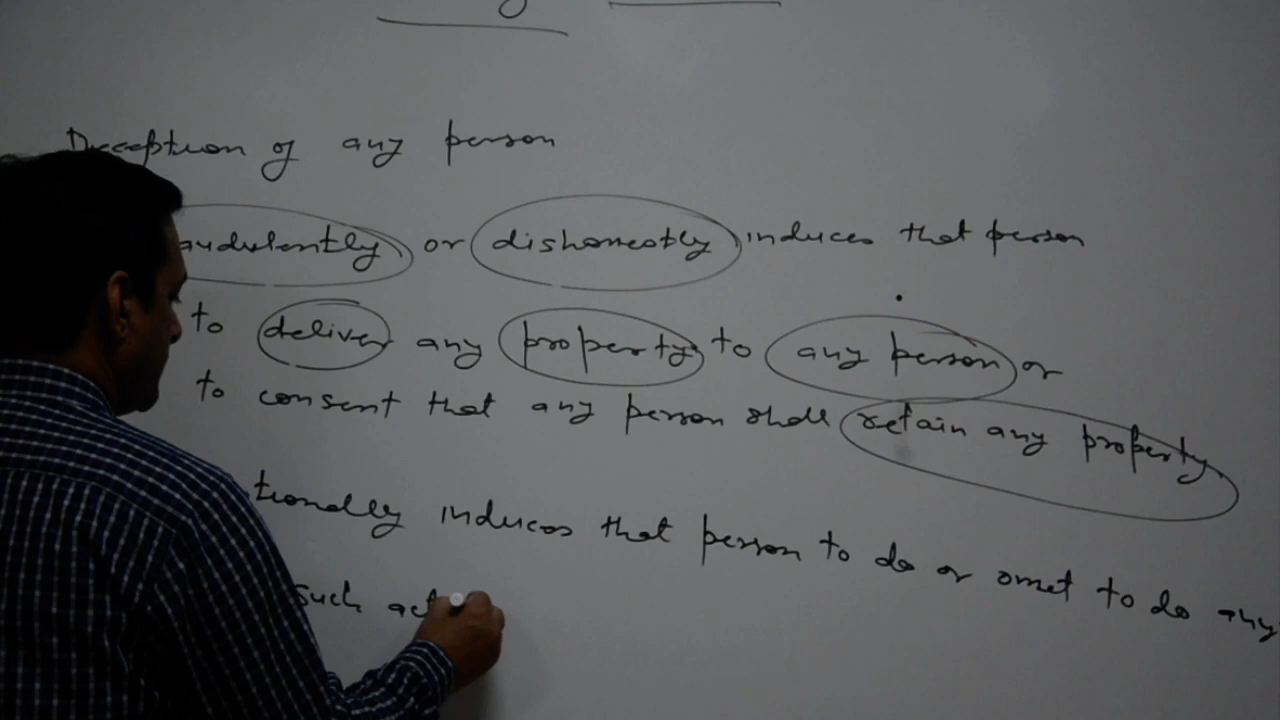 Deception of any person
audulently or dishonestly induces that person
to deliver any property to any person or
to consent that any person shall retain any property
tionally induces that person to do or omet to do any
such act